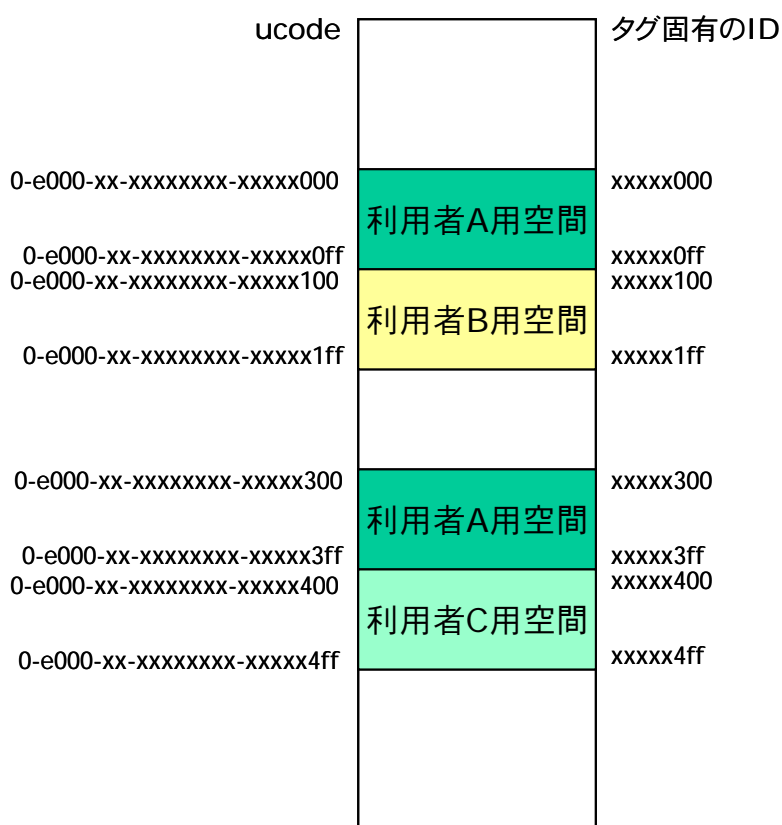 ucode タグ固有のID
0-e000-xx-xxxxxxxx-xxxxx000 xxxxx000
利用者A用空間
0-e000-xx-xxxxxxxx-xxxxx0ff xxxxx0ff
0-e000-xx-xxxxxxxx-xxxxx100 xxxxx100
利用者B用空間
0-e000-xx-xxxxxxxx-xxxxx1ff xxxxx1ff
0-e000-xx-xxxxxxxx-xxxxx300 xxxxx300
利用者A用空間
0-e000-xx-xxxxxxxx-xxxxx3ff xxxxx3ff
0-e000-xx-xxxxxxxx-xxxxx400 xxxxx400
利用者C用空間
0-e000-xx-xxxxxxxx-xxxxx4ff xxxxx4ff